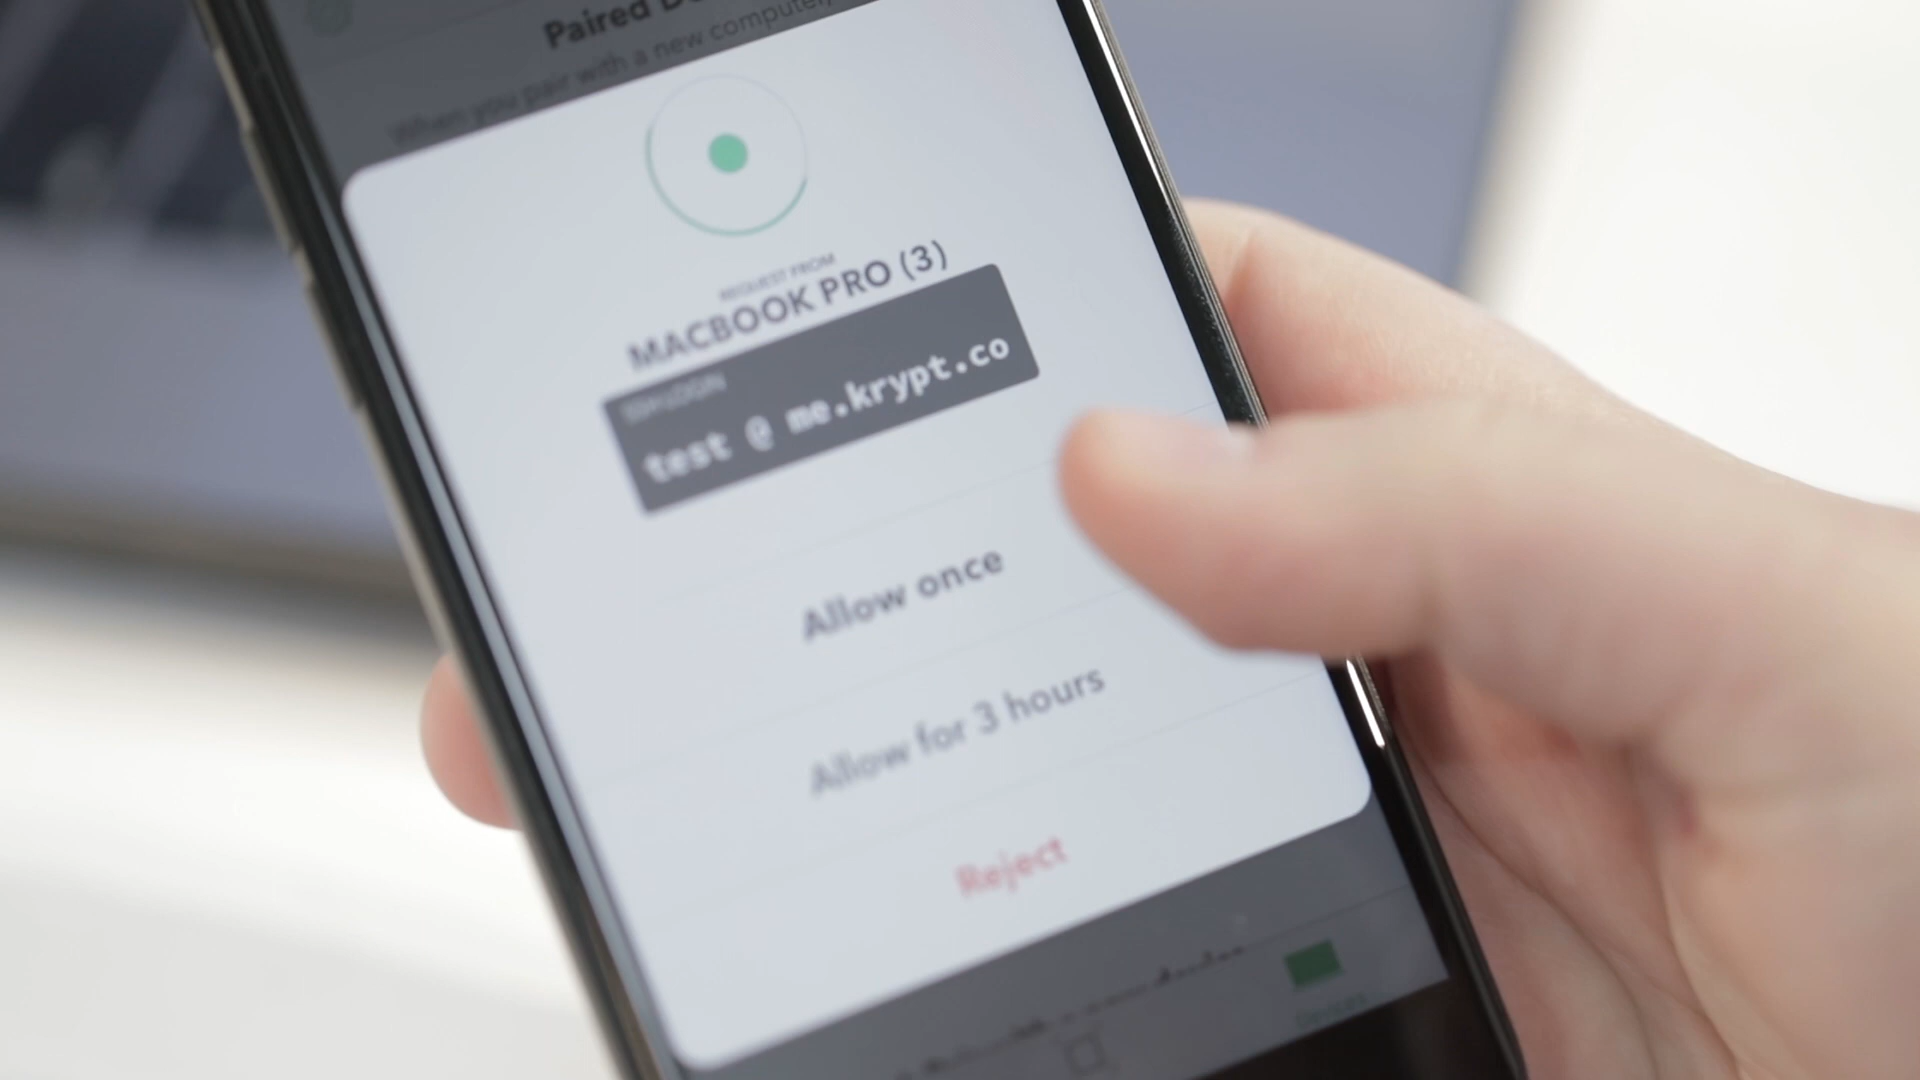 Paired
When you pair with a new computer,
REQUEST FROM
MACBOOK PRO (3)
SSH LOGIN
test @ me.krypt.co
Allow once
Allow for 3 hours
Reject
Devices